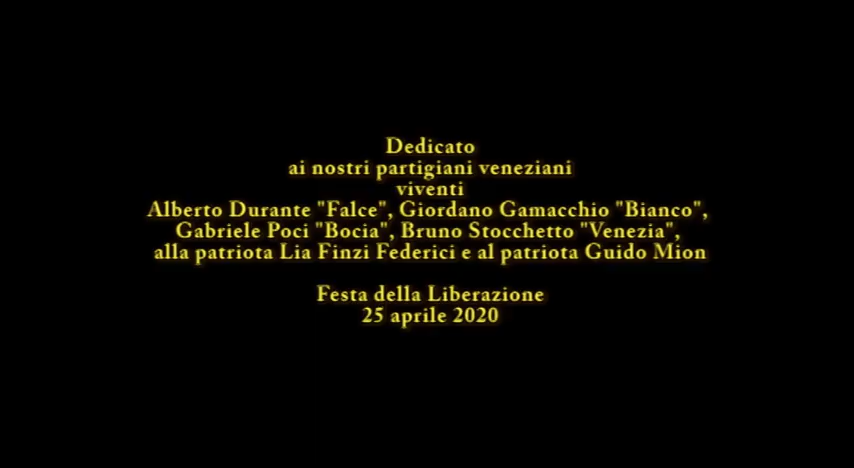 Dedicato
ai nostri partigiani veneziani
viventi
Alberto Durante "Falce", Giordano Gamacchio "Bianco",
Gabriele Poci "Bocia", Bruno Stocchetto "Venezia",
alla patriota Lia Finzi Federici e al patriota Guido Mion
Festa della Liberazione
25 aprile 2020